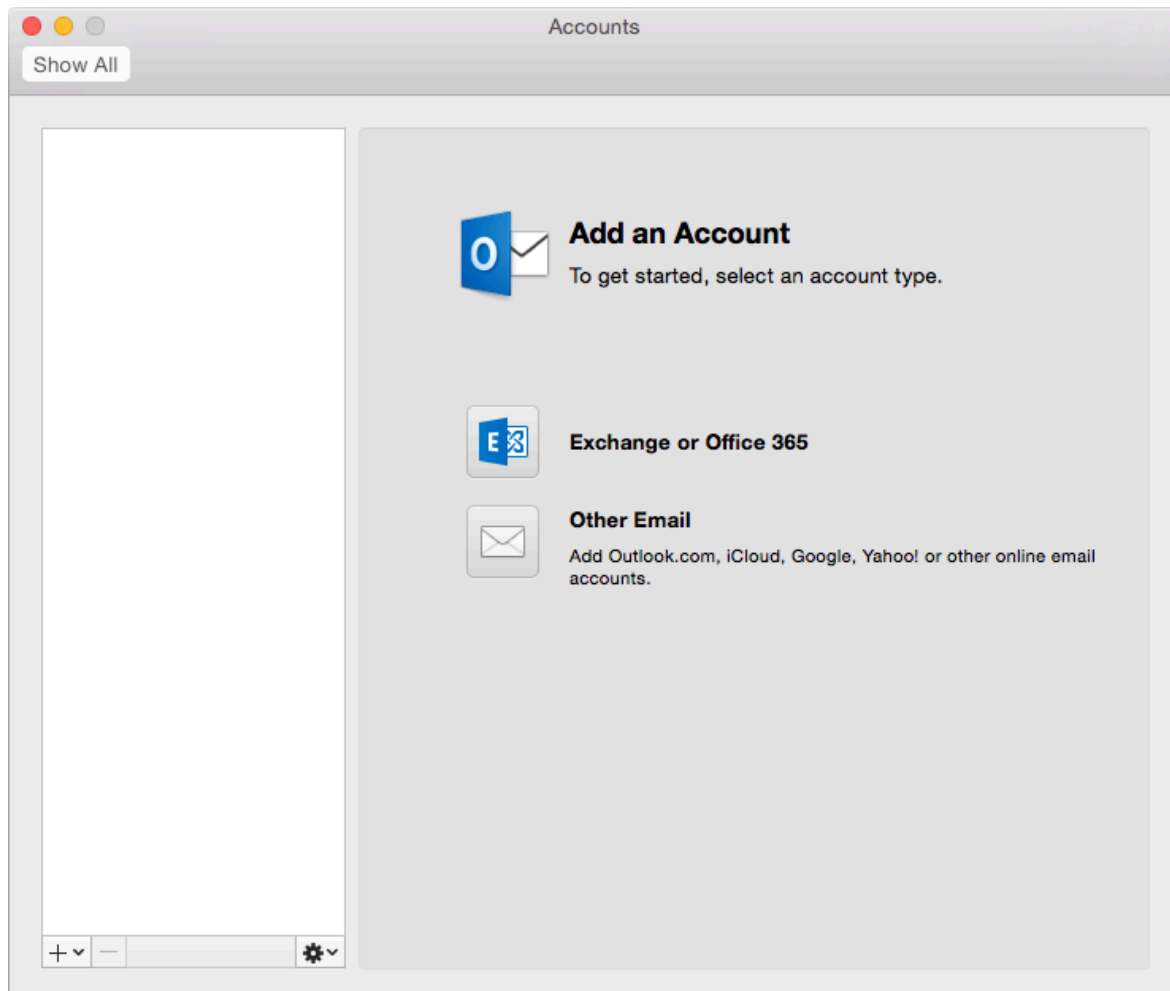 Accounts
Show All
Add an Account
To get started, select an account type.
Exchange or Office 365
Other Email
Add Outlook.com, iCloud, Google, Yahoo! or other online email
accounts.